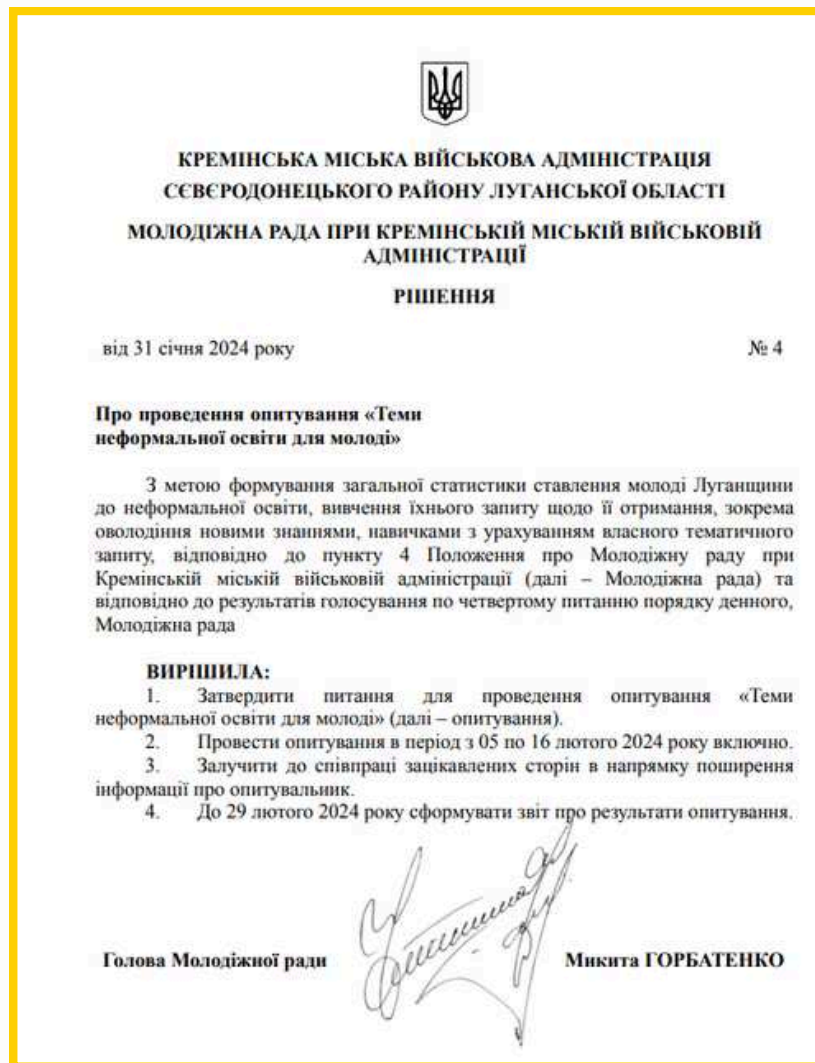 КРЕМІНСЬКА МІСЬКА ВІЙСЬКОВА АДМІНІСТРАЦІЯ
СЄВЄРОДОНЕЦЬКОГО РАЙОНУ ЛУГАНСЬКОЇ ОБЛАСТІ
МОЛОДІЖНА РАДА ПРИ КРЕМІНСЬКІЙ МІСЬКІЙ ВІЙСЬКОВІЙ
АДМІНІСТРАЦІЇ
РІШЕННЯ
від 31 січня 2024 року № 4
Про проведення опитування «Теми
неформальної освіти для молоді»
З метою формування загальної статистики ставлення молоді Луганщини
до неформальної освіти, вивчення їхнього запиту щодо її отримання, зокрема
оволодіння новими знаннями, навичками з урахуванням власного тематичного
запиту, відповідно до пункту 4 Положення про Молодіжну раду при
Кремінській міській військовій адміністрації (далі – Молодіжна рада) та
відповідно до результатів голосування по четвертому питанню порядку денного,
Молодіжна рада
ВИРІШИЛА:
1. Затвердити питання для проведення опитування «Теми
неформальної освіти для молоді» (далі – опитування).
2. Провести опитування в період з 05 по 16 лютого 2024 року включно.
3. Залучити до співпраці зацікавлених сторін в напрямку поширення
інформації про опитувальник.
4. До 29 лютого 2024 року сформувати звіт про результати опитування.
Голова Молодіжної ради Микита ГОРБАТЕНКО